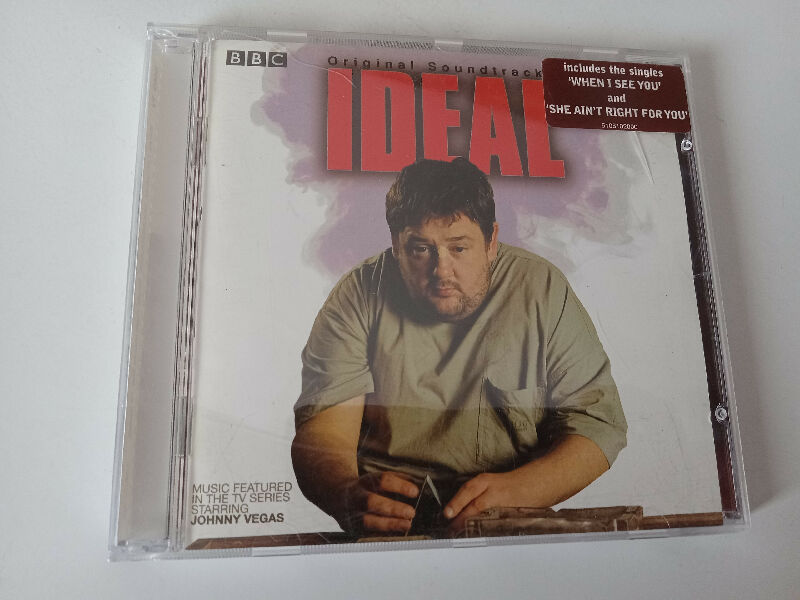 BBC
Original Soundtrack
IDEAL
includes the singles
'WHEN I SEE YOU'
and
'SHE AIN'T RIGHT FOR YOU'
MUSIC FEATURED
IN THE TV SERIES
STARRING
JOHNNY VEGAS